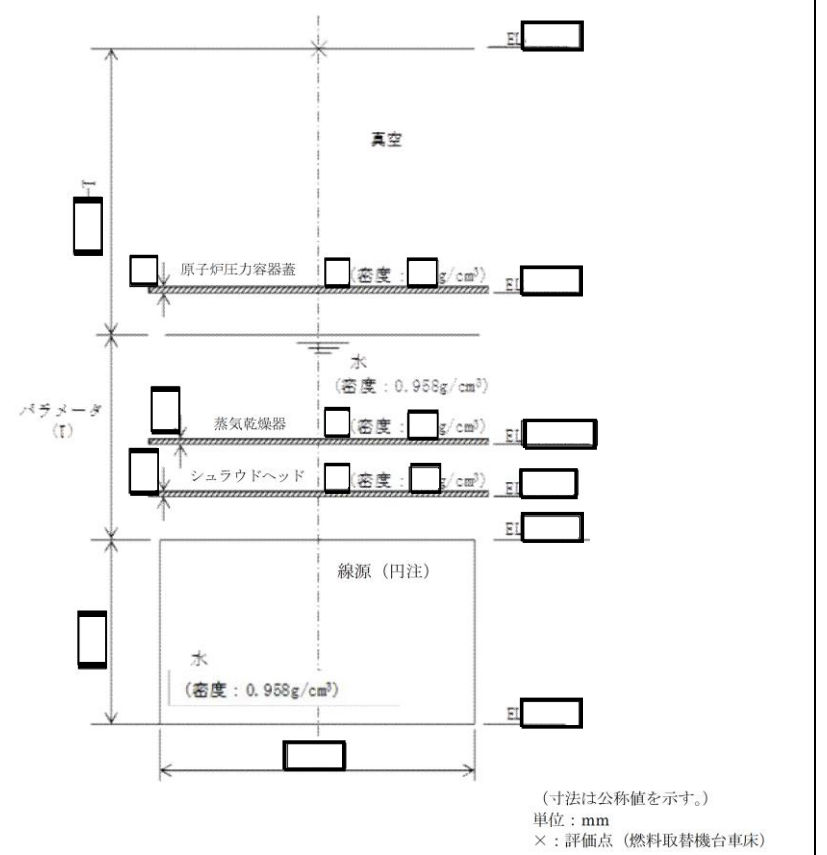 EL
真空
T
原子炉圧力容器蓋
(密度: g/cm³)
EL
水
(密度:0.958g/cm³)
パラメータ
(T)
蒸気乾燥器
(密度: g/cm³)
EL
シュラウドヘッド
(密度: g/cm³)
EL
EL
線源(円注)
水
(密度:0.958g/cm³)
EL
(寸法は公称値を示す。)
単位:mm
×:評価点(燃料取替機台車床)